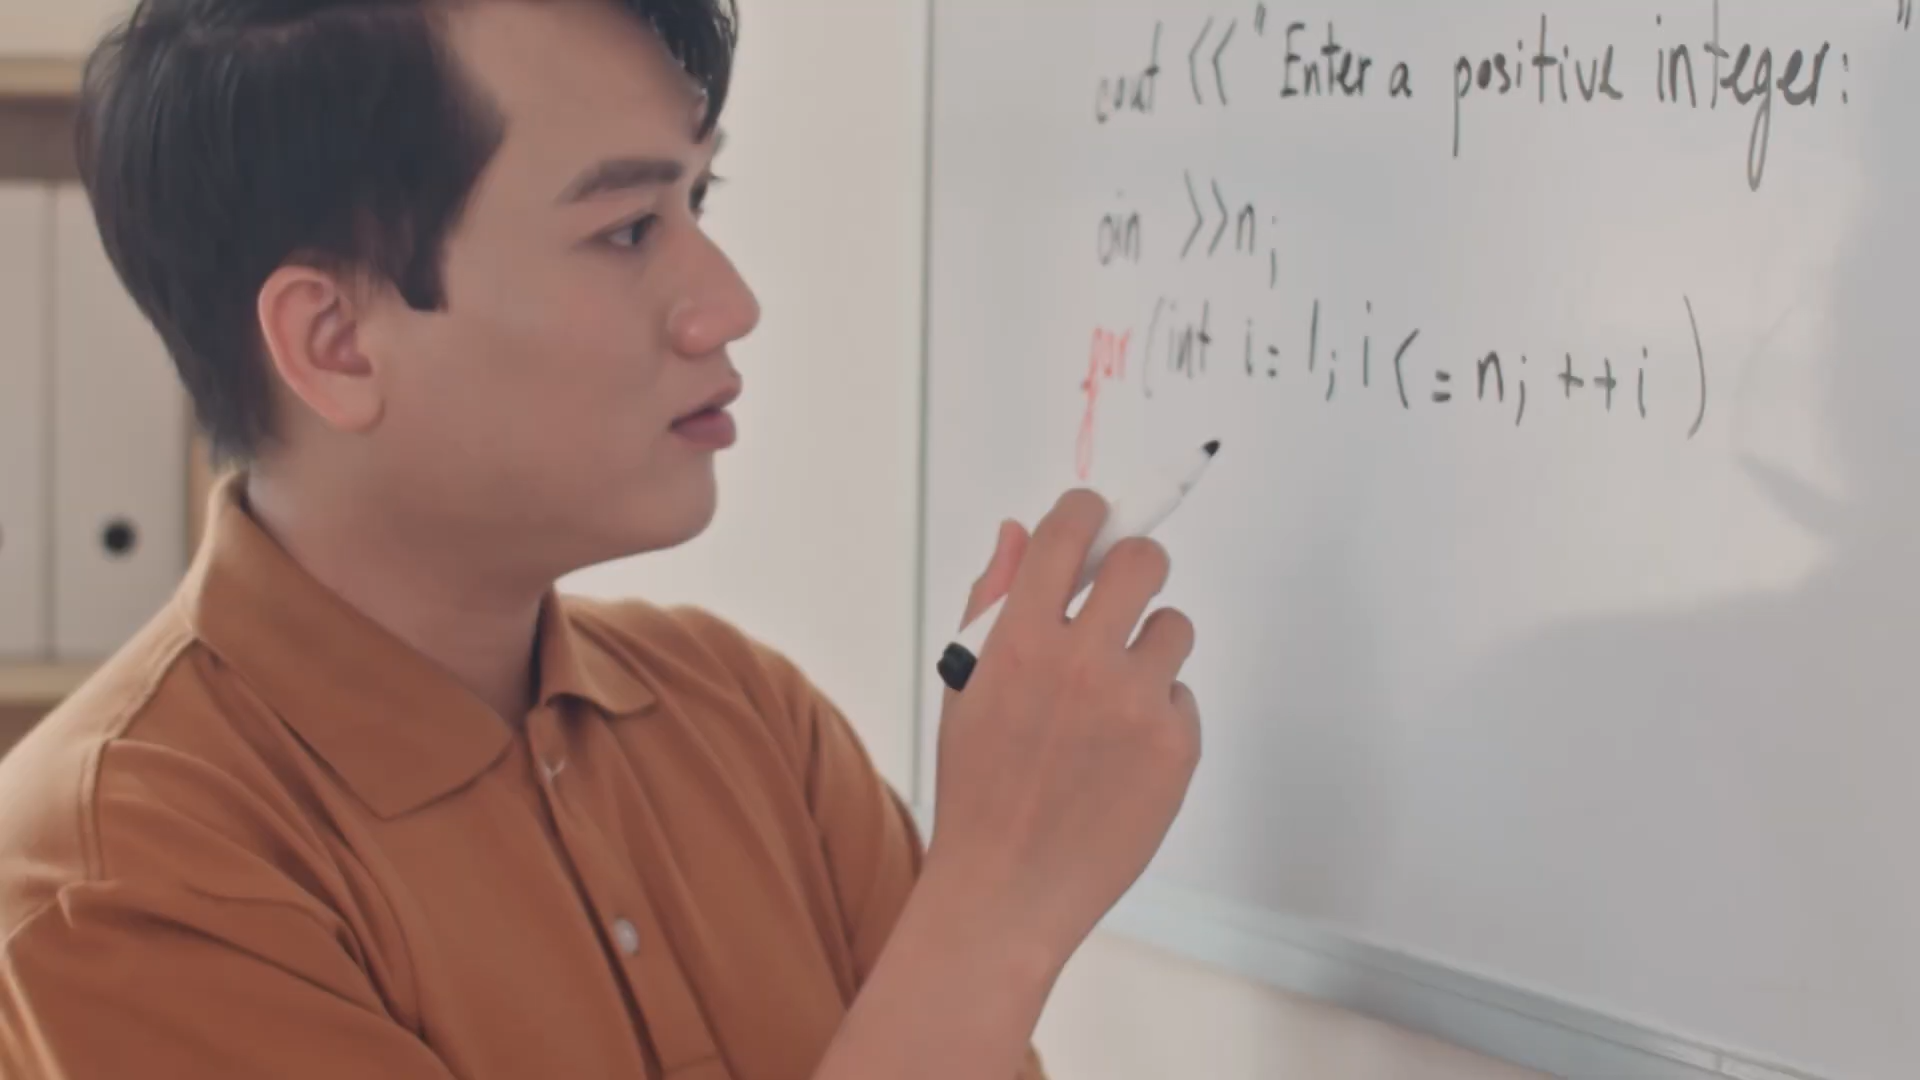 cout << "Enter a positive integer: "
cin >>n;
for (int i = 1; i <= n; ++i )